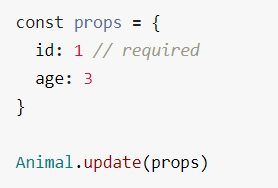 const props = {
  id: 1 // required
  age: 3
}

Animal.update(props)